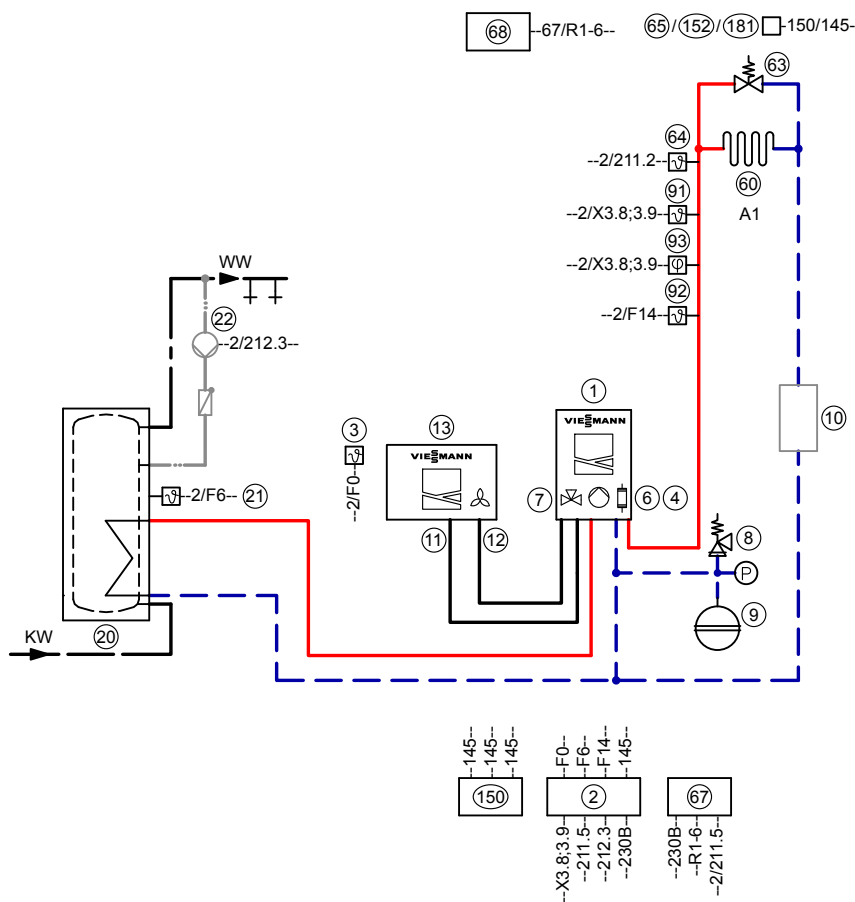 68 --67/R1-6-- 65 / 152 / 181 -150/145-
63
64
--2/211.2--
60
A1
91
--2/X3.8;3.9--
93
--2/X3.8;3.9--
92
--2/F14--
WW
22
--2/212.3--
1
VIESMANN
10
3
--2/F0--
13
VIESMANN
--2/F6-- 21
7
6 4
11 12
8
P
9
20
KW
--145--
--145--
--145--
150
--F0--
--F6--
--F14--
--145--
2
--X3.8;3.9--
--211.5--
--212.3--
--230B--
67
--230B--
--R1-6--
--2/211.5--